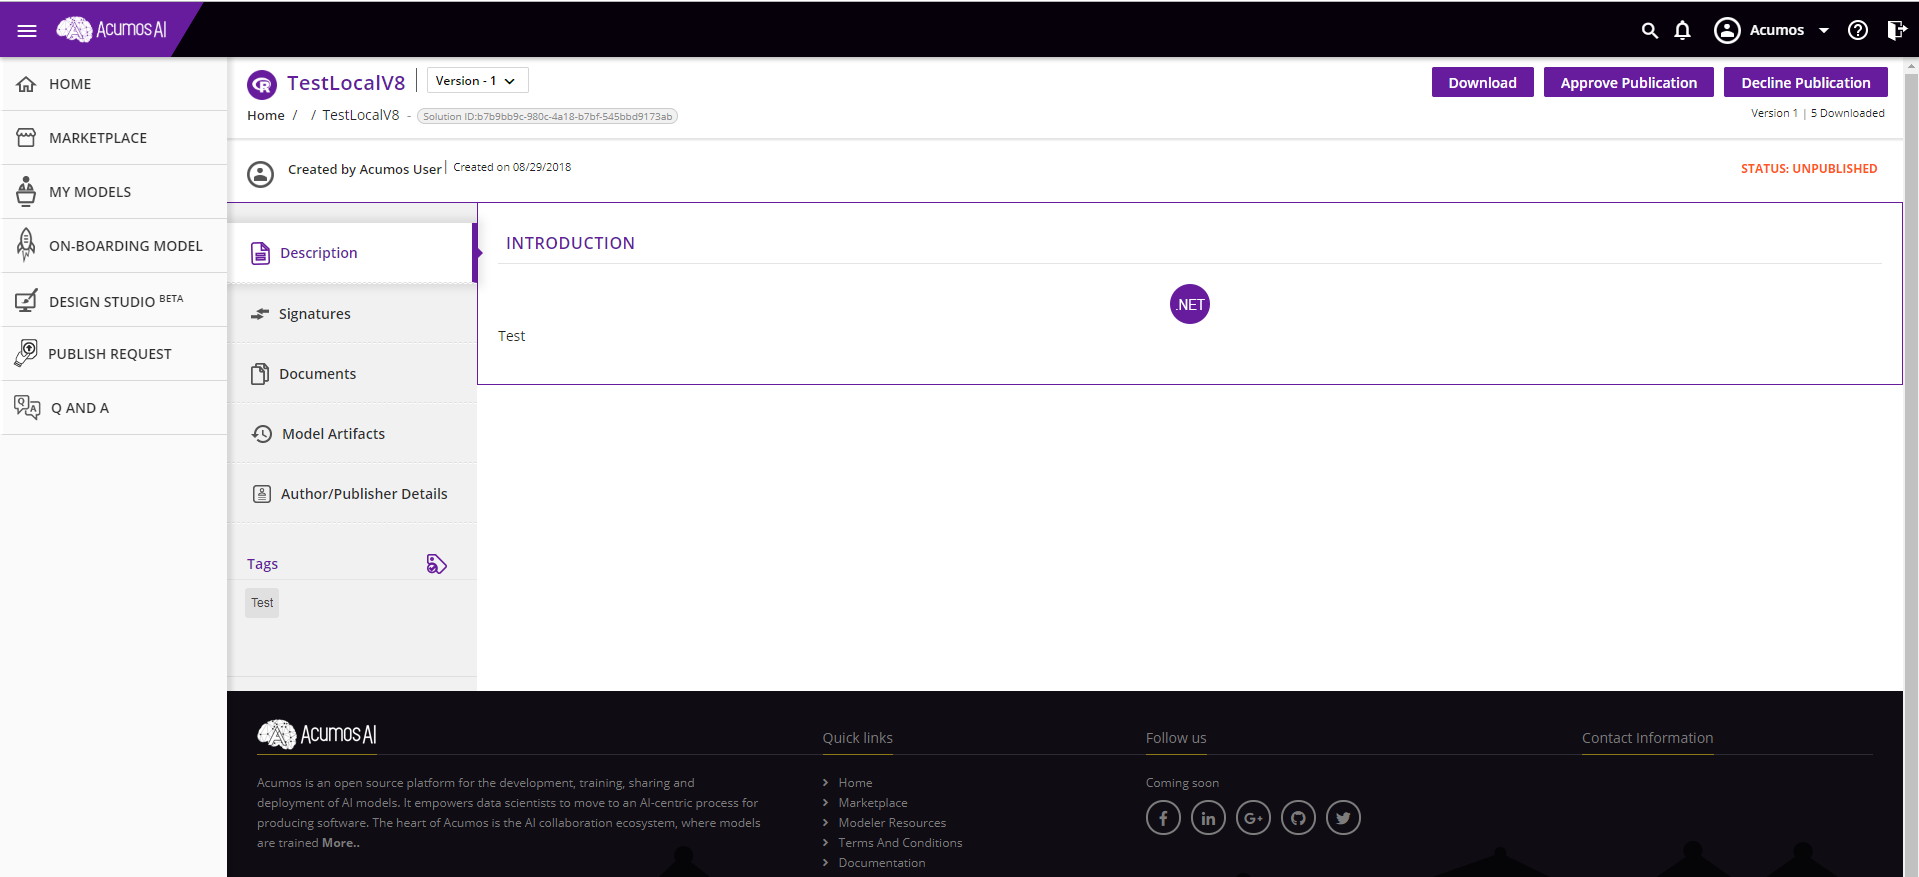 Acumos AI
Acumos
HOME
MARKETPLACE
MY MODELS
ON-BOARDING MODEL
DESIGN STUDIO BETA
PUBLISH REQUEST
Q AND A
R TestLocalV8 Version - 1
Download Approve Publication Decline Publication
Home / / TestLocalV8 - Solution ID:b7b9bb9c-980c-4a18-b7bf-545bbd9173ab
Version 1 | 5 Downloaded
Created by Acumos User Created on 08/29/2018
STATUS: UNPUBLISHED
Description
Signatures
Documents
Model Artifacts
Author/Publisher Details
Tags
Test
INTRODUCTION
.NET
Test
Acumos AI
Acumos is an open source platform for the development, training, sharing and
deployment of AI models. It empowers data scientists to move to an AI-centric process for
producing software. The heart of Acumos is the AI collaboration ecosystem, where models
are trained More..
Quick links
Home
Marketplace
Modeler Resources
Terms And Conditions
Documentation
Follow us
Coming soon
Contact Information